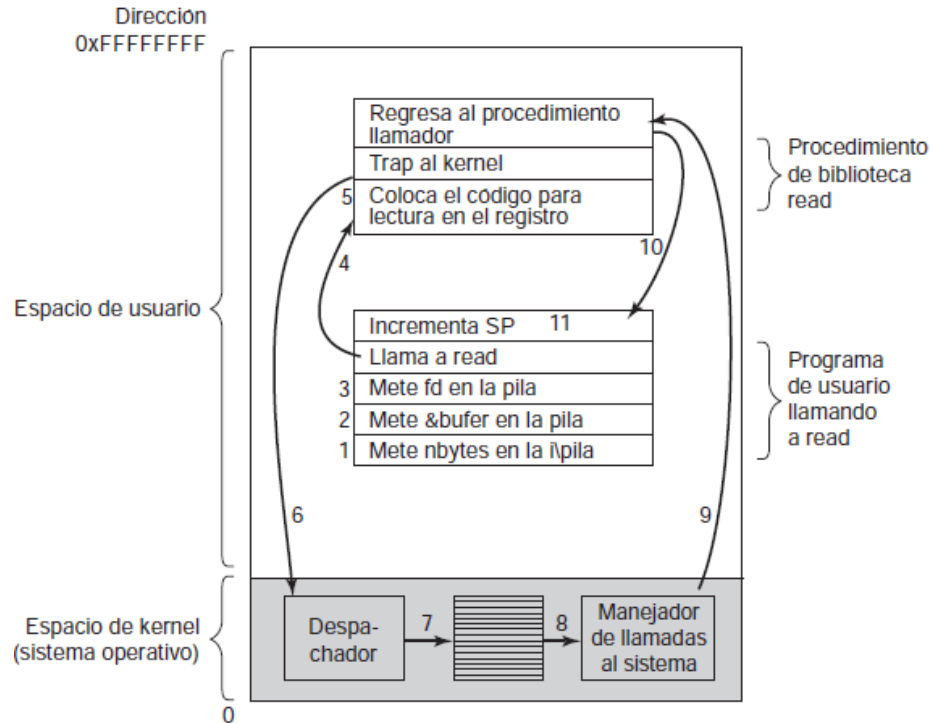 Dirección
0xFFFFFFFF
Regresa al procedimiento
llamador
Trap al kernel
5
Coloca el código para
lectura en el registro
4
10
Procedimiento
de biblioteca
read
Espacio de usuario
Incrementa SP 11
Llama a read
3 Mete fd en la pila
2 Mete &bufer en la pila
1 Mete nbytes en la i\pila
Programa
de usuario
llamando
a read
6
9
Espacio de kernel
(sistema operativo)
Despa-
chador
7
8
Manejador
de llamadas
al sistema
0